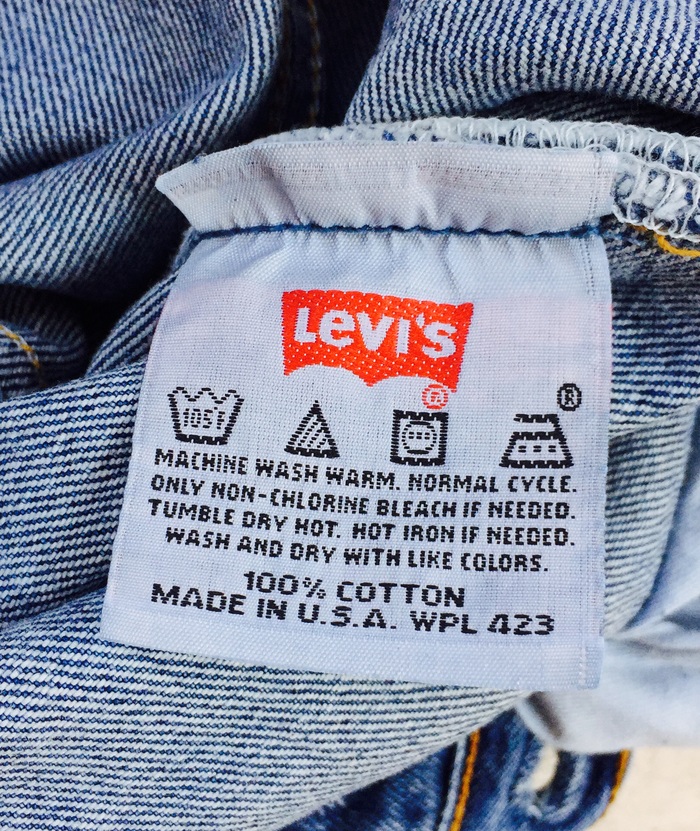 Levi's
®
®
105F
MACHINE WASH WARM. NORMAL CYCLE.
ONLY NON-CHLORINE BLEACH IF NEEDED.
TUMBLE DRY HOT. HOT IRON IF NEEDED.
WASH AND DRY WITH LIKE COLORS.
100% COTTON
MADE IN U.S.A. WPL 423